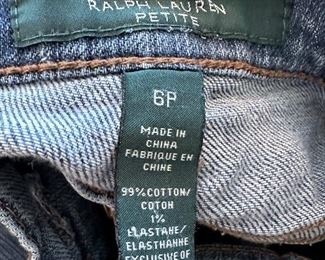 RALPH LAUREN
PETITE
6P
MADE IN
CHINA
FABRIQUE EN
CHINE
99% COTTON/
COTON
1%
ELASTANE/
ELASTHANNE
EXCLUSIVE OF